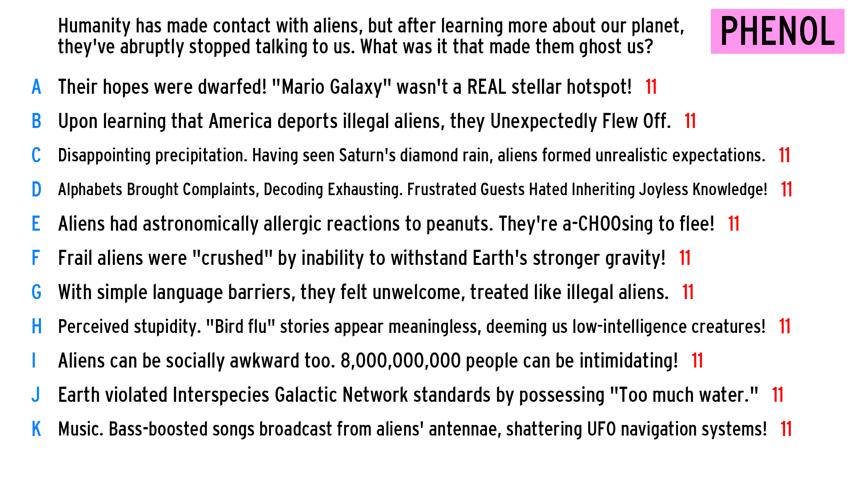 Humanity has made contact with aliens, but after learning more about our planet,
they've abruptly stopped talking to us. What was it that made them ghost us?
PHENOL
A Their hopes were dwarfed! "Mario Galaxy" wasn't a REAL stellar hotspot! 11
B Upon learning that America deports illegal aliens, they Unexpectedly Flew Off. 11
C Disappointing precipitation. Having seen Saturn's diamond rain, aliens formed unrealistic expectations. 11
D Alphabets Brought Complaints, Decoding Exhausting. Frustrated Guests Hated Inheriting Joyless Knowledge! 11
E Aliens had astronomically allergic reactions to peanuts. They're a-CHOOsing to flee! 11
F Frail aliens were "crushed" by inability to withstand Earth's stronger gravity! 11
G With simple language barriers, they felt unwelcome, treated like illegal aliens. 11
H Perceived stupidity. "Bird flu" stories appear meaningless, deeming us low-intelligence creatures! 11
I Aliens can be socially awkward too. 8,000,000,000 people can be intimidating! 11
J Earth violated Interspecies Galactic Network standards by possessing "Too much water." 11
K Music. Bass-boosted songs broadcast from aliens' antennae, shattering UFO navigation systems! 11